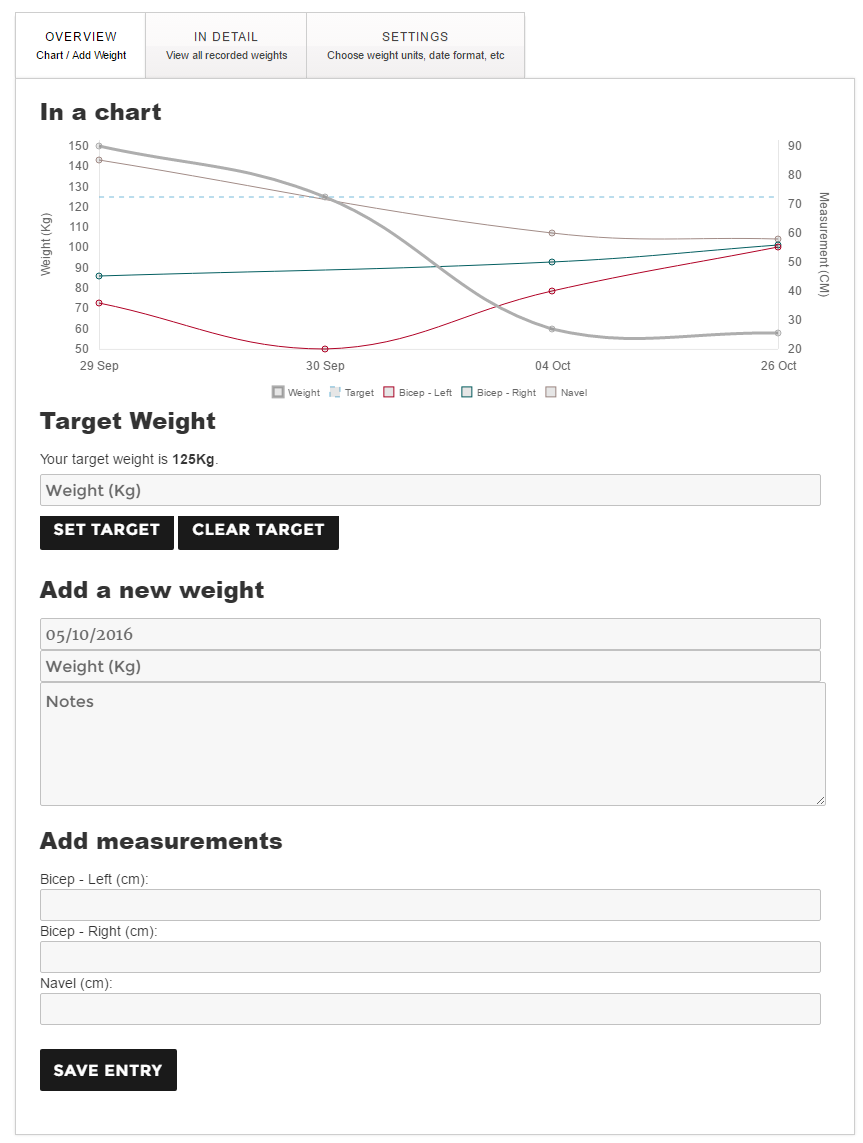 OVERVIEW
Chart / Add Weight
IN DETAIL
View all recorded weights
SETTINGS
Choose weight units, date format, etc
In a chart
Weight (Kg)
150
140
130
120
110
100
90
80
70
60
50
90
80
70
60
50
40
30
20
Measurement (CM)
29 Sep 30 Sep 04 Oct 26 Oct
Weight Target Bicep - Left Bicep - Right Navel
Target Weight
Your target weight is 125Kg.
Weight (Kg)
SET TARGET CLEAR TARGET
Add a new weight
05/10/2016
Weight (Kg)
Notes
Add measurements
Bicep - Left (cm):
Bicep - Right (cm):
Navel (cm):
SAVE ENTRY